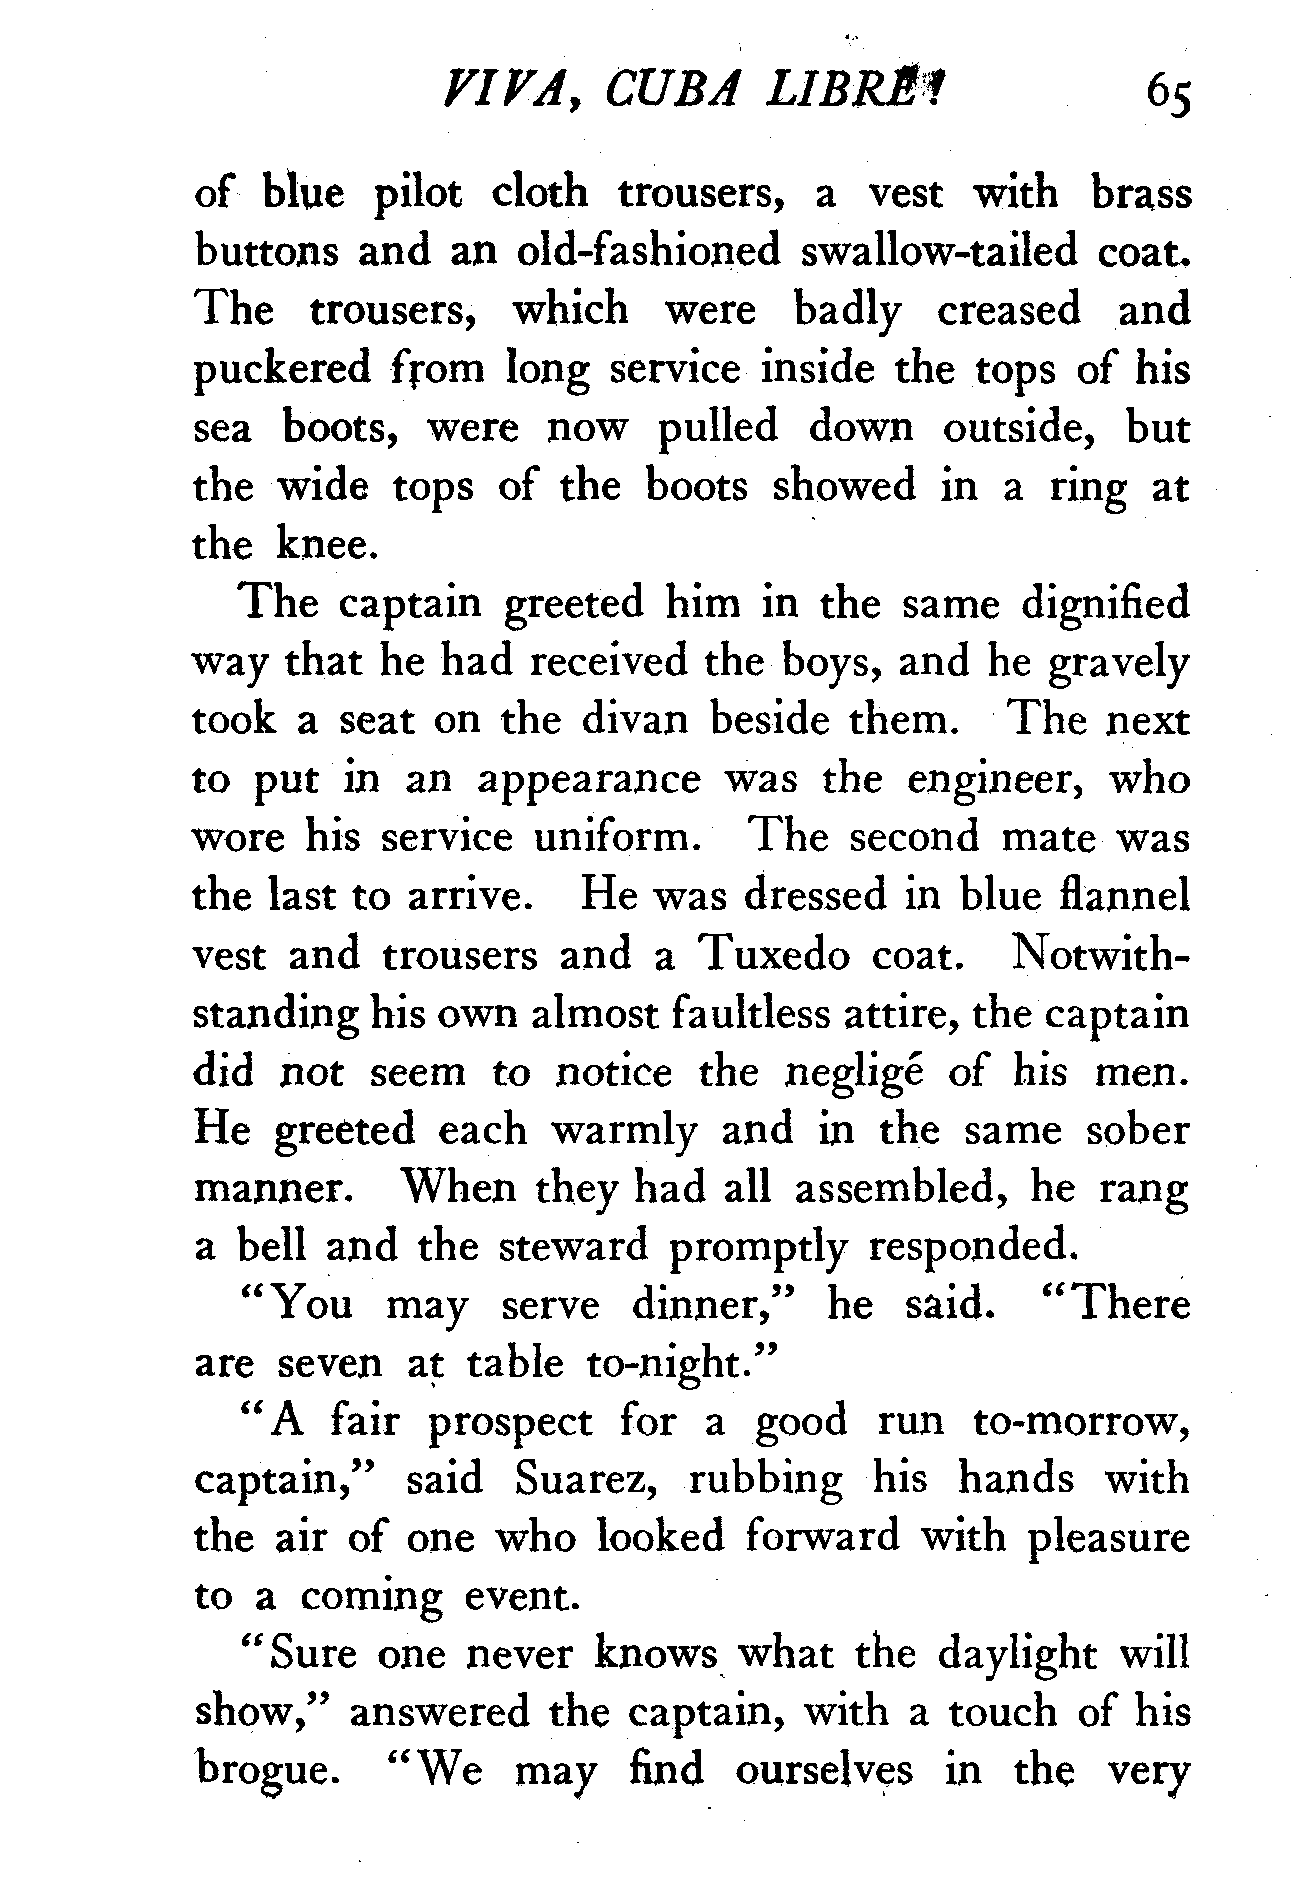 VIVA, CUBA LIBRE! 65
of blue pilot cloth trousers, a vest with brass
buttons and an old-fashioned swallow-tailed coat.
The trousers, which were badly creased and
puckered from long service inside the tops of his
sea boots, were now pulled down outside, but
the wide tops of the boots showed in a ring at
the knee.
The captain greeted him in the same dignified
way that he had received the boys, and he gravely
took a seat on the divan beside them. The next
to put in an appearance was the engineer, who
wore his service uniform. The second mate was
the last to arrive. He was dressed in blue flannel
vest and trousers and a Tuxedo coat. Notwith-
standing his own almost faultless attire, the captain
did not seem to notice the negligé of his men.
He greeted each warmly and in the same sober
manner. When they had all assembled, he rang
a bell and the steward promptly responded.
"You may serve dinner," he said. "There
are seven at table to-night."
"A fair prospect for a good run to-morrow,
captain," said Suarez, rubbing his hands with
the air of one who looked forward with pleasure
to a coming event.
"Sure one never knows what the daylight will
show," answered the captain, with a touch of his
brogue. "We may find ourselves in the very